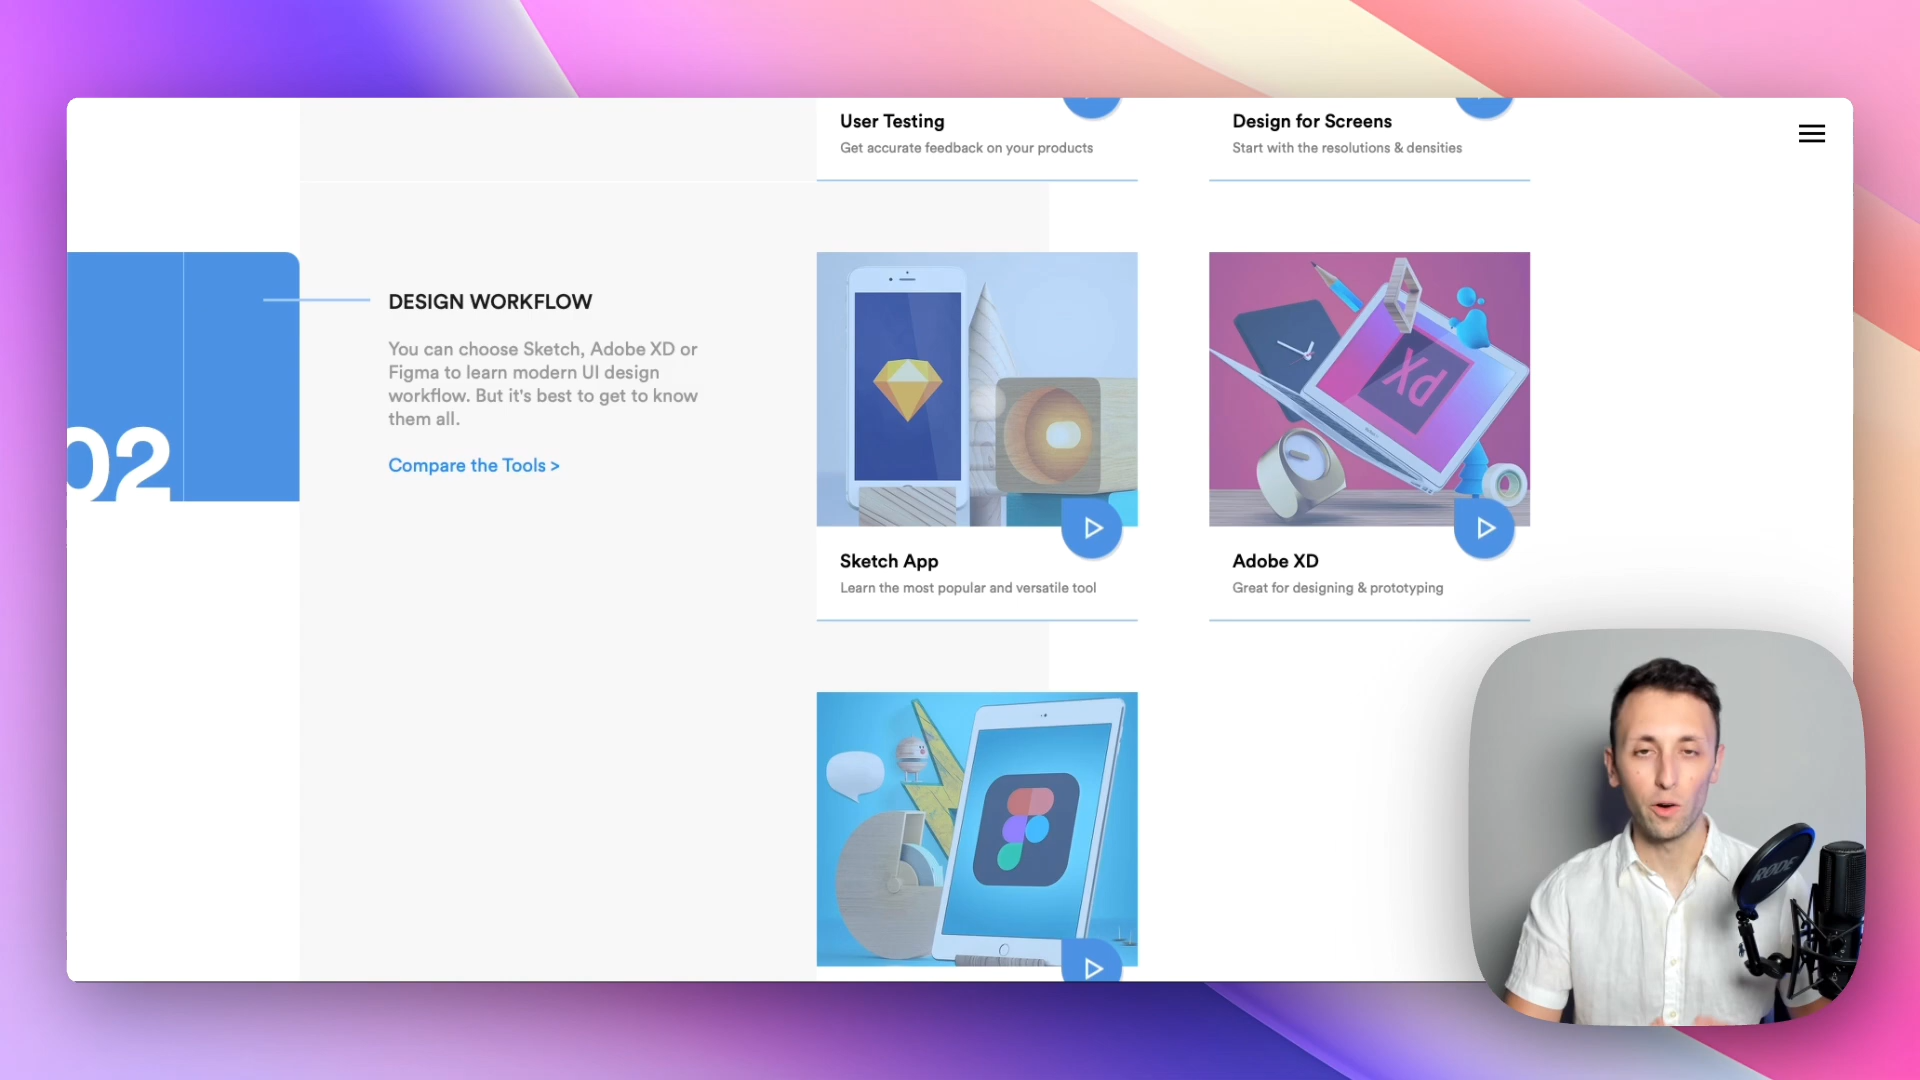 User Testing
Get accurate feedback on your products
Design for Screens
Start with the resolutions & densities
02
DESIGN WORKFLOW
You can choose Sketch, Adobe XD or
Figma to learn modern UI design
workflow. But it's best to get to know
them all.
Compare the Tools >
Xd
Sketch App
Learn the most popular and versatile tool
Adobe XD
Great for designing & prototyping
RØDE